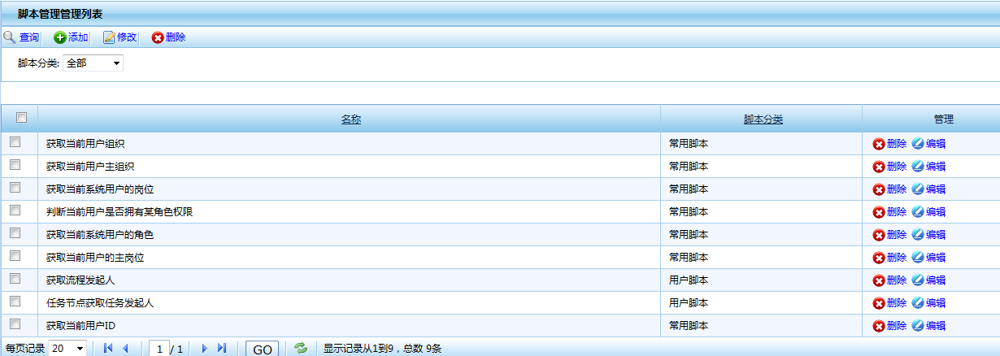 脚本管理管理列表
查询 添加 修改 删除
脚本分类: 全部
名称 脚本分类 管理
获取当前用户组织 常用脚本 删除 编辑
获取当前用户主组织 常用脚本 删除 编辑
获取当前系统用户的岗位 常用脚本 删除 编辑
判断当前用户是否拥有某角色权限 常用脚本 删除 编辑
获取当前系统用户的角色 常用脚本 删除 编辑
获取当前用户的主岗位 常用脚本 删除 编辑
获取流程发起人 用户脚本 删除 编辑
任务节点获取任务发起人 用户脚本 删除 编辑
获取当前用户ID 常用脚本 删除 编辑
每页记录 20 1 / 1 GO 显示记录从1到9，总数 9条